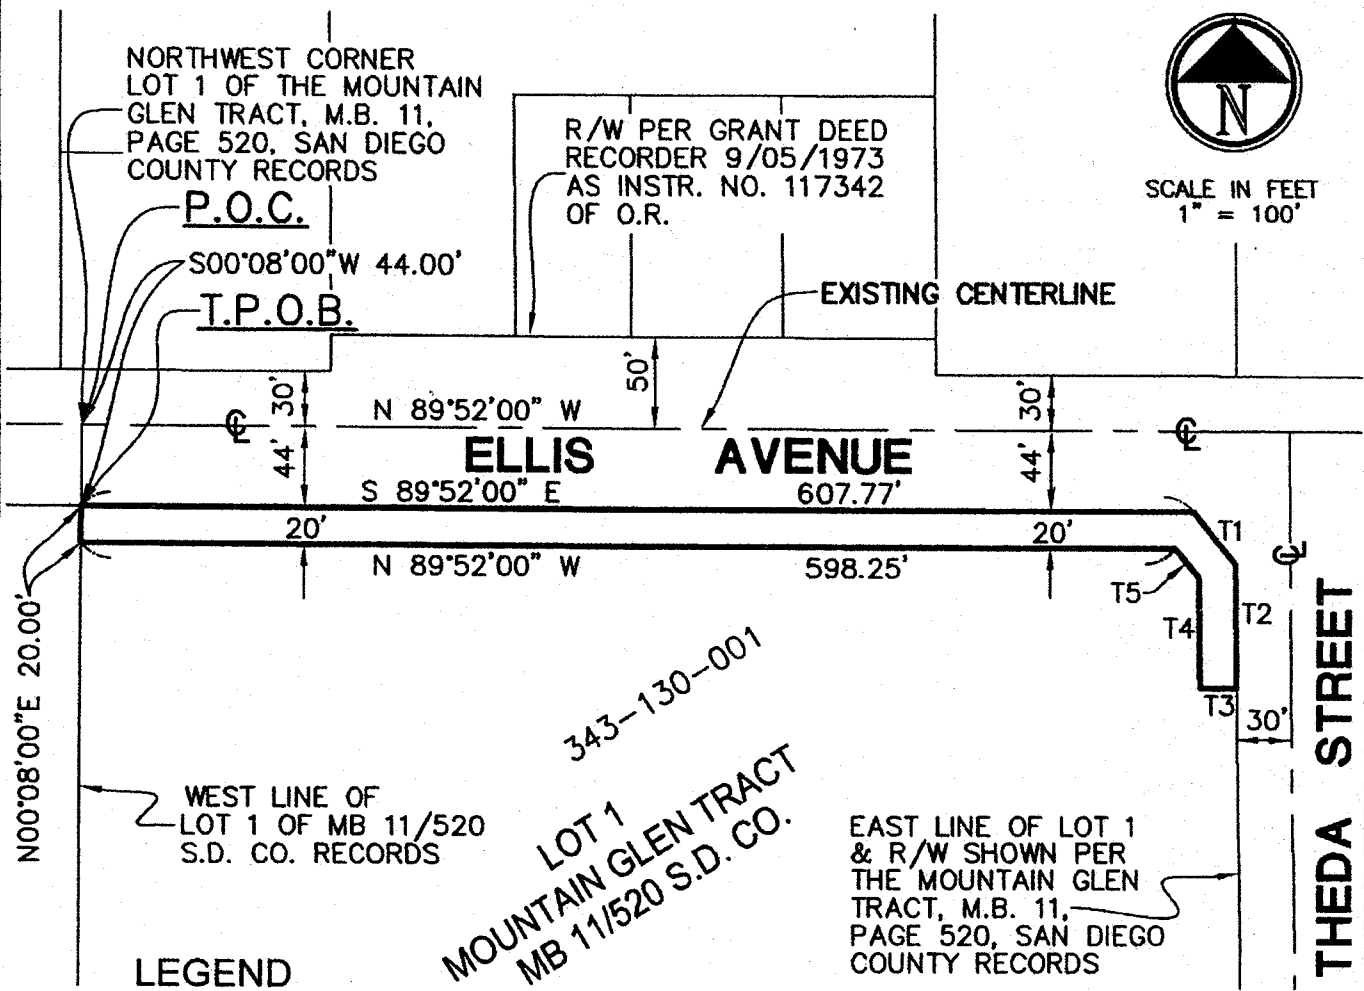 NORTHWEST CORNER
LOT 1 OF THE MOUNTAIN
GLEN TRACT, M.B. 11,
PAGE 520, SAN DIEGO
COUNTY RECORDS
P.O.C.
S00°08'00"W 44.00'
T.P.O.B.
R/W PER GRANT DEED
RECORDER 9/05/1973
AS INSTR. NO. 117342
OF O.R.
N
SCALE IN FEET
1" = 100'
EXISTING CENTERLINE
30'
50'
30'
N 89°52'00" W
ELLIS AVENUE
44'
44'
S 89°52'00" E 607.77'
20'
20'
N 89°52'00" W 598.25'
T1
T2
T3
T4
T5
30'
N00°08'00"E 20.00'
343-130-001
LOT 1
MOUNTAIN GLEN TRACT
MB 11/520 S.D. CO.
WEST LINE OF
LOT 1 OF MB 11/520
S.D. CO. RECORDS
EAST LINE OF LOT 1
& R/W SHOWN PER
THE MOUNTAIN GLEN
TRACT, M.B. 11,
PAGE 520, SAN DIEGO
COUNTY RECORDS
THEDA STREET
LEGEND